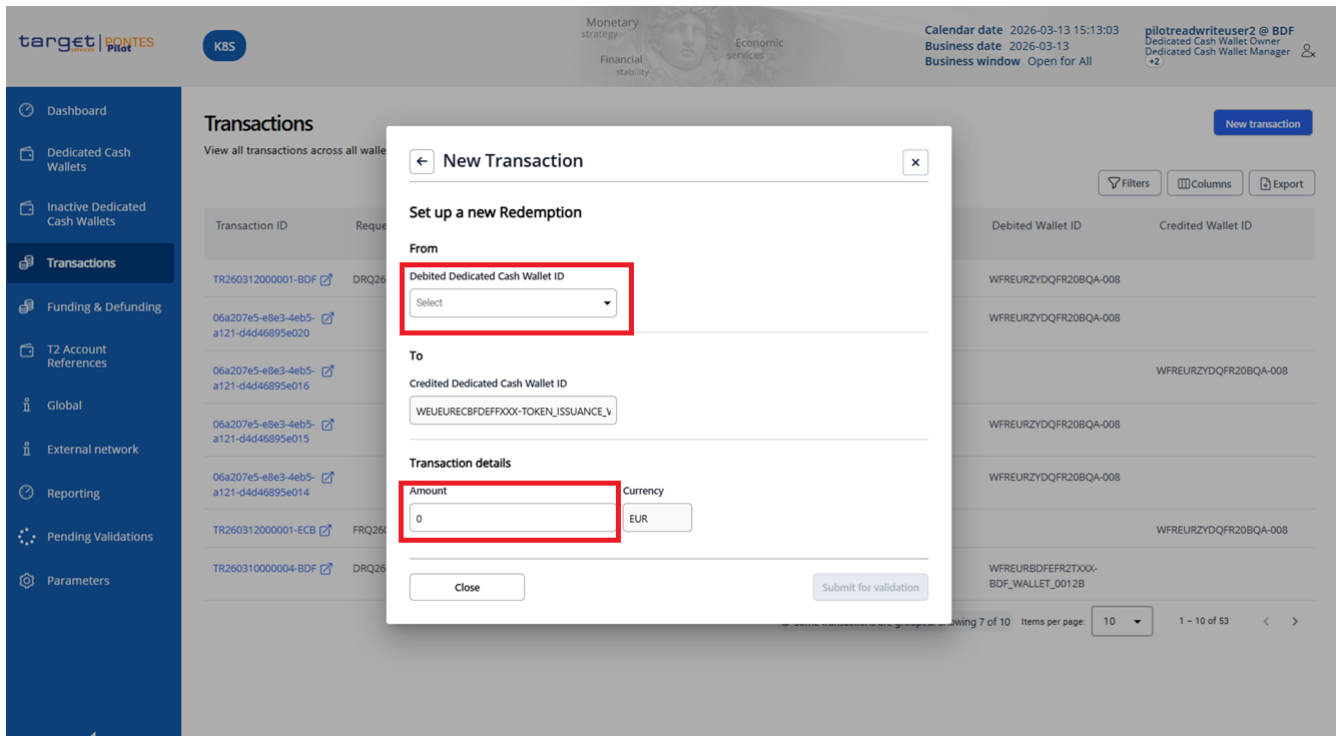 target | PONTES
services Pilot
K8S
Monetary
strategy
Financial
stability
Economic
services
Calendar date 2026-03-13 15:13:03
Business date 2026-03-13
Business window Open for All
pilotreadwriteuser2 @ BDF
Dedicated Cash Wallet Owner
Dedicated Cash Wallet Manager
+2
Dashboard
Dedicated Cash
Wallets
Inactive Dedicated
Cash Wallets
Transactions
Funding & Defunding
T2 Account
References
Global
External network
Reporting
Pending Validations
Parameters
Transactions
New transaction
View all transactions across all walle
Filters
Columns
Export
Transaction ID Reque Debited Wallet ID Credited Wallet ID
TR260312000001-BDF DRQ26 WFREURZYDQFR20BQA-008
06a207e5-e8e3-4eb5- WFREURZYDQFR20BQA-008
a121-d4d46895e020
06a207e5-e8e3-4eb5- WFREURZYDQFR20BQA-008
a121-d4d46895e016
06a207e5-e8e3-4eb5- WFREURZYDQFR20BQA-008
a121-d4d46895e015
06a207e5-e8e3-4eb5- WFREURZYDQFR20BQA-008
a121-d4d46895e014
TR260312000001-ECB FRQ260 WFREURZYDQFR20BQA-008
TR260310000004-BDF DRQ26 WFREURBDFEFR2TXXX-
BDF_WALLET_0012B
New Transaction
Set up a new Redemption
From
Debited Dedicated Cash Wallet ID
Select
To
Credited Dedicated Cash Wallet ID
WEUEURECBFDEFFXXX-TOKEN_ISSUANCE_V
Transaction details
Amount Currency
0 EUR
Close
Submit for validation
wing 7 of 10 Items per page: 10 1 – 10 of 53